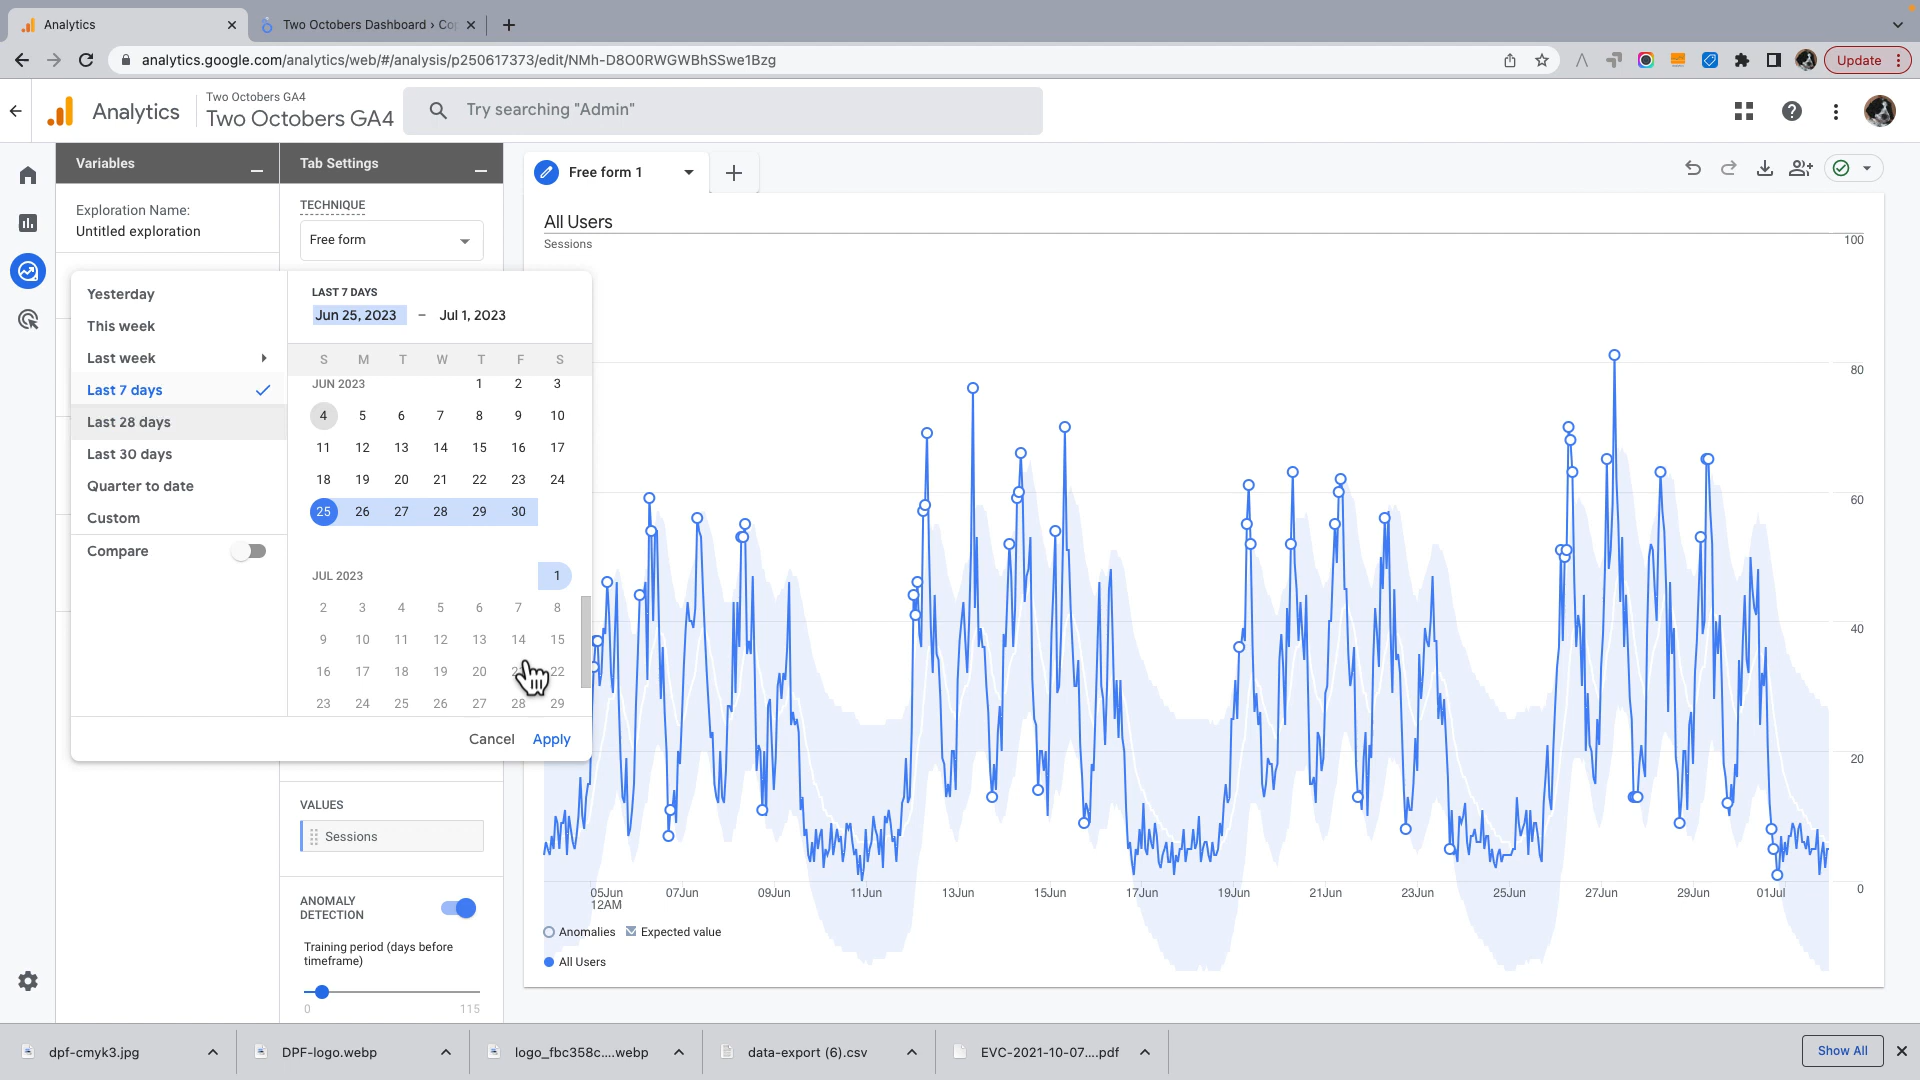 Analytics
Two Octobers Dashboard › Co
analytics.google.com/analytics/web/#/analysis/p250617373/edit/NMh-D8O0RWGWBhSSwe1Bzg
Update
Analytics
Two Octobers GA4
Two Octobers GA4
Try searching "Admin"
Variables
Tab Settings
Free form 1
Exploration Name:
Untitled exploration
TECHNIQUE
Free form
All Users
Sessions
Yesterday
This week
Last week
Last 7 days
Last 28 days
Last 30 days
Quarter to date
Custom
Compare
LAST 7 DAYS
Jun 25, 2023 – Jul 1, 2023
S M T W T F S
JUN 2023 1 2 3
4 5 6 7 8 9 10
11 12 13 14 15 16 17
18 19 20 21 22 23 24
25 26 27 28 29 30
JUL 2023 1
2 3 4 5 6 7 8
9 10 11 12 13 14 15
16 17 18 19 20 22
23 24 25 26 27 28 29
Cancel Apply
VALUES
Sessions
ANOMALY
DETECTION
Training period (days before
timeframe)
0 115
100
80
60
40
20
0
05Jun 07Jun 09Jun 11Jun 13Jun 15Jun 17Jun 19Jun 21Jun 23Jun 25Jun 27Jun 29Jun 01Jul
12AM
Anomalies Expected value
All Users
dpf-cmyk3.jpg
DPF-logo.webp
logo_fbc358c....webp
data-export (6).csv
EVC-2021-10-07....pdf
Show All